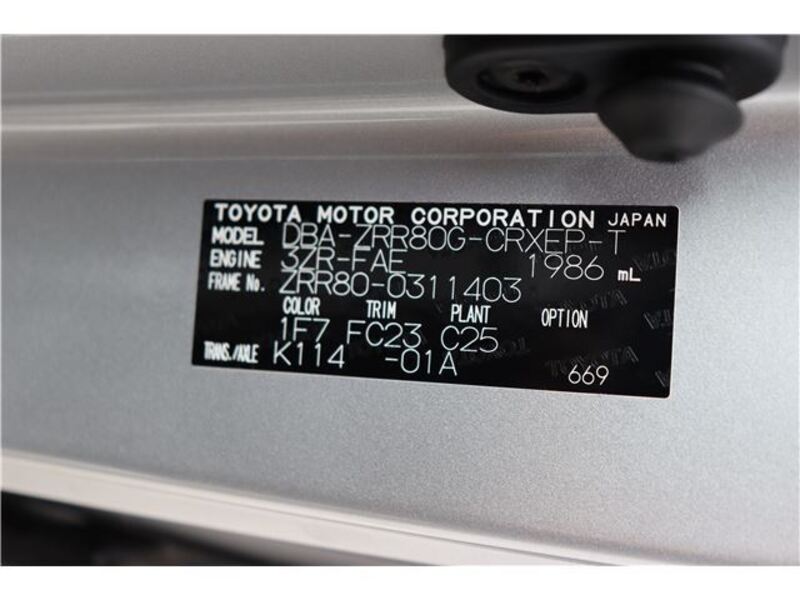 TOYOTA MOTOR CORPORATION JAPAN
MODEL DBA-ZRR80G-CRXEP-T
ENGINE 3ZR-FAE 1986 mL
FRAME No. ZRR80-0311403
COLOR TRIM PLANT OPTION
1F7 FC23 C25
TRANS./AXLE K114 -01A
669
TOYOTA